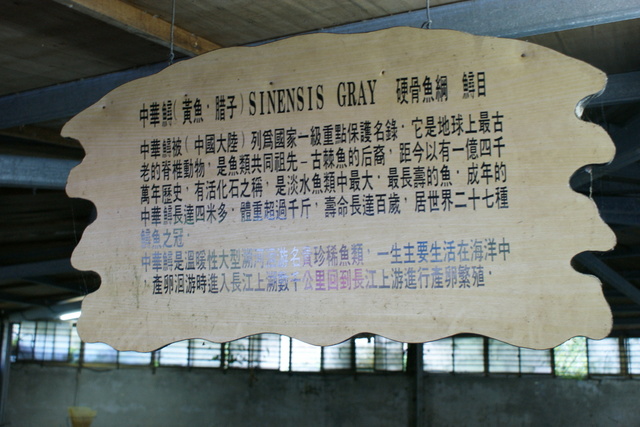 中華鱘（黃魚．腊子）SINENSIS GRAY 硬骨魚綱 鱘目
中華鱘被（中國大陸）列為國家一級重點保護名錄．它是地球上最古
老的脊椎動物，是魚類共同祖先–古棘魚的后裔，距今以有一億四千
萬年歷史，有活化石之稱，是淡水魚類中最大，最長壽的魚，成年的
中華鱘長達四米多，體重超過千斤，壽命長達百歲，居世界二十七種
鱘魚之冠
中華鱘是溫暖性大型溯河洄游名貴珍稀魚類，一生主要生活在海洋中
．產卵洄游時進入長江上溯數千公里回到長江上游進行產卵繁殖．